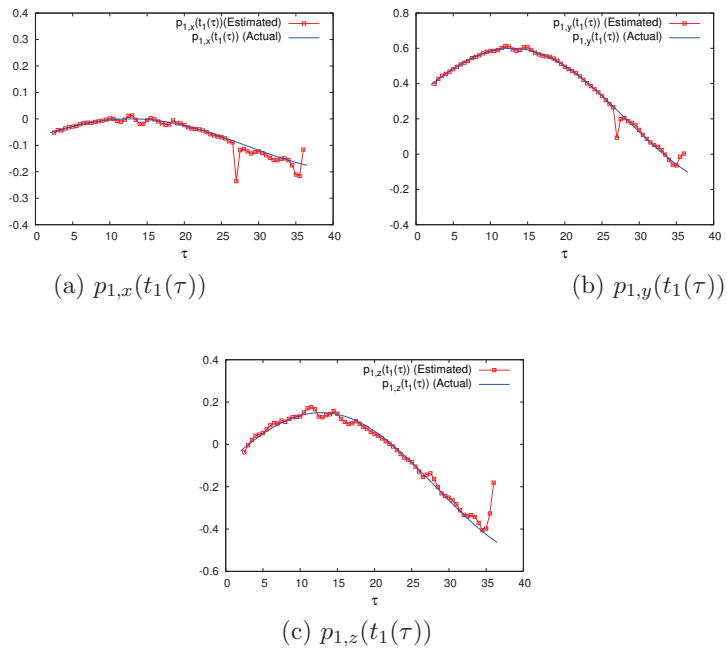 p1,x(t1(τ))(Estimated)
p1,x(t1(τ)) (Actual)
0.4
0.3
0.2
0.1
0
-0.1
-0.2
-0.3
-0.4
0 5 10 15 20 25 30 35 40
τ
(a) p1,x(t1(τ))
p1,y(t1(τ)) (Estimated)
p1,y(t1(τ)) (Actual)
0.8
0.6
0.4
0.2
0
-0.2
-0.4
0 5 10 15 20 25 30 35 40
τ
(b) p1,y(t1(τ))
p1,z(t1(τ)) (Estimated)
p1,z(t1(τ)) (Actual)
0.4
0.2
0
-0.2
-0.4
-0.6
0 5 10 15 20 25 30 35 40
τ
(c) p1,z(t1(τ))